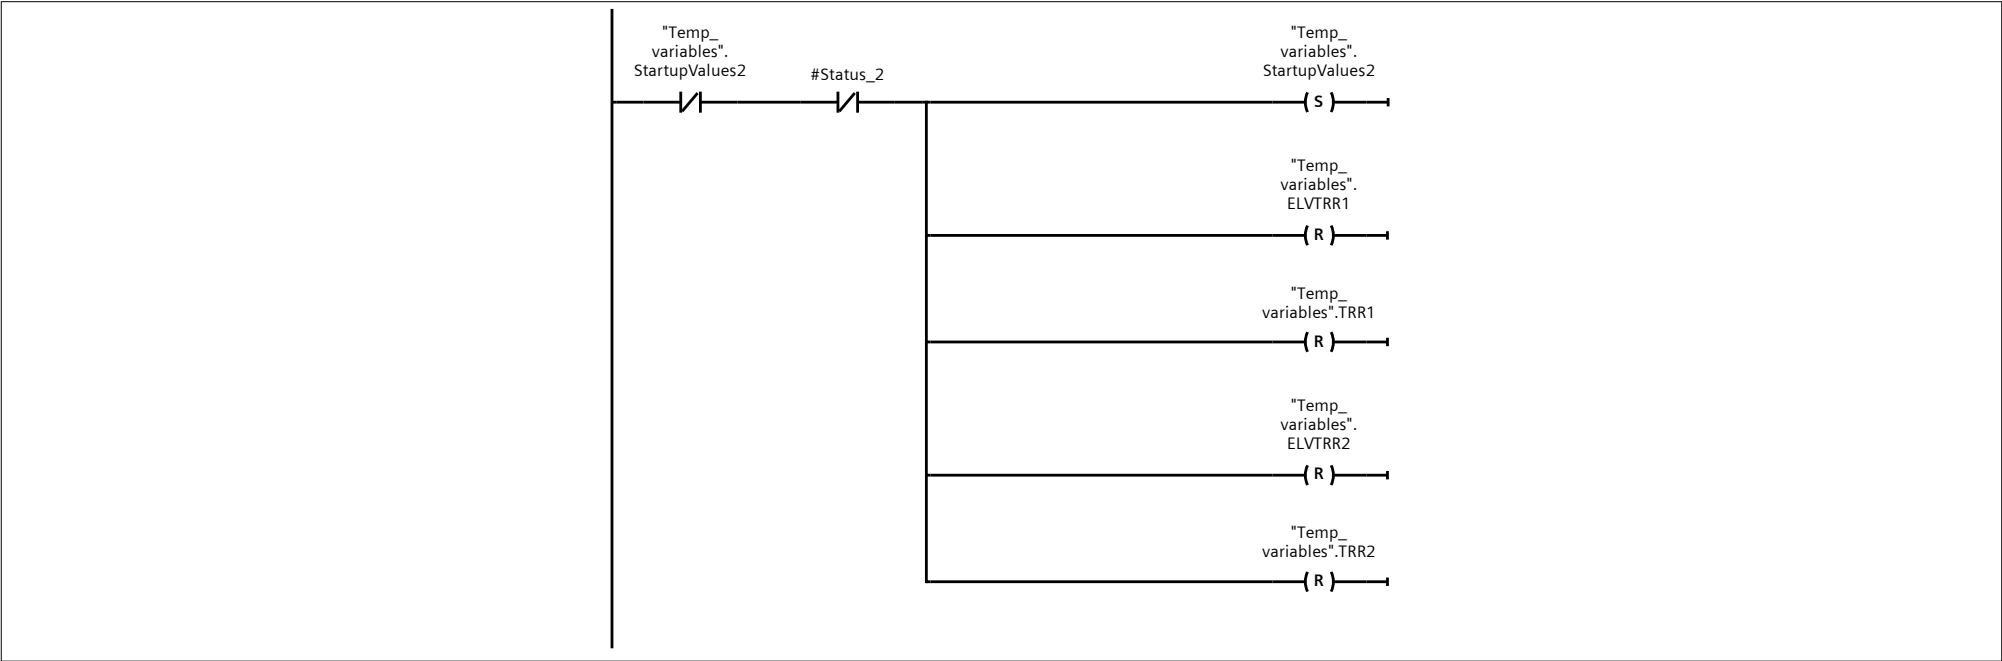 "Temp_
variables".
StartupValues2
#Status_2
"Temp_
variables".
StartupValues2
S
"Temp_
variables".
ELVTRR1
R
"Temp_
variables".TRR1
R
"Temp_
variables".
ELVTRR2
R
"Temp_
variables".TRR2
R